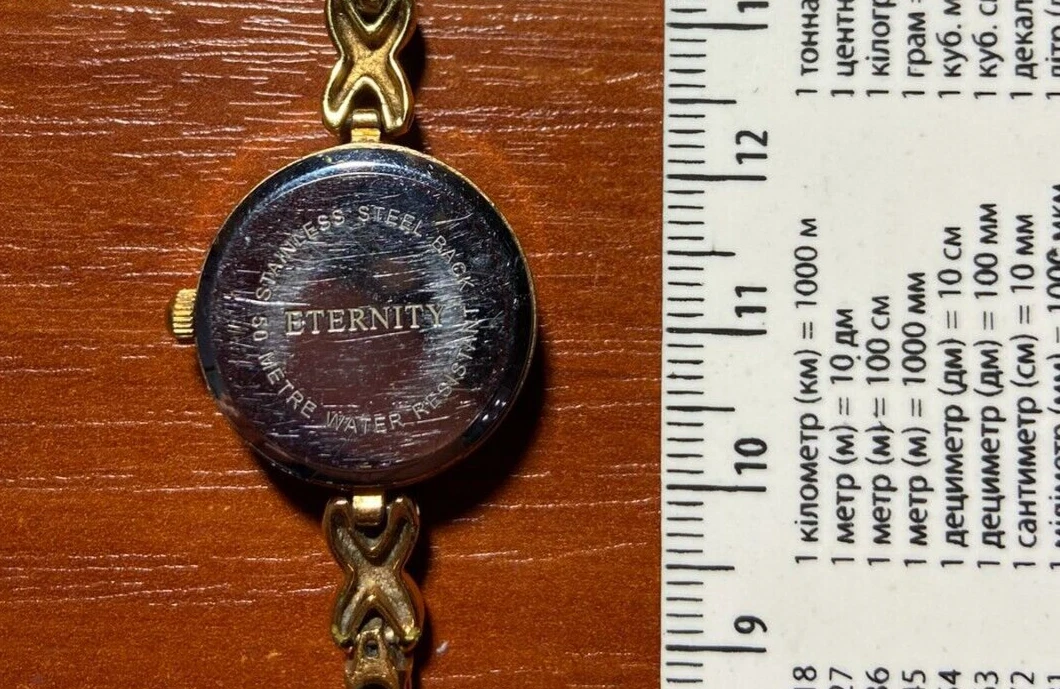 STAINLESS STEEL BACK
ETERNITY
50 METRE WATER RESISTANT
12
11
10
9
1 кілометр (км) = 1000 м
1 метр (м) = 10 дм
1 метр (м) = 100 см
1 метр (м) = 1000 мм
1 дециметр (дм) = 10 см
1 дециметр (дм) = 100 мм
1 сантиметр (см) = 10 мм
1 тонна
1 центн
1 кілогр
1 грам =
1 куб. м
1 куб. с
1 декал